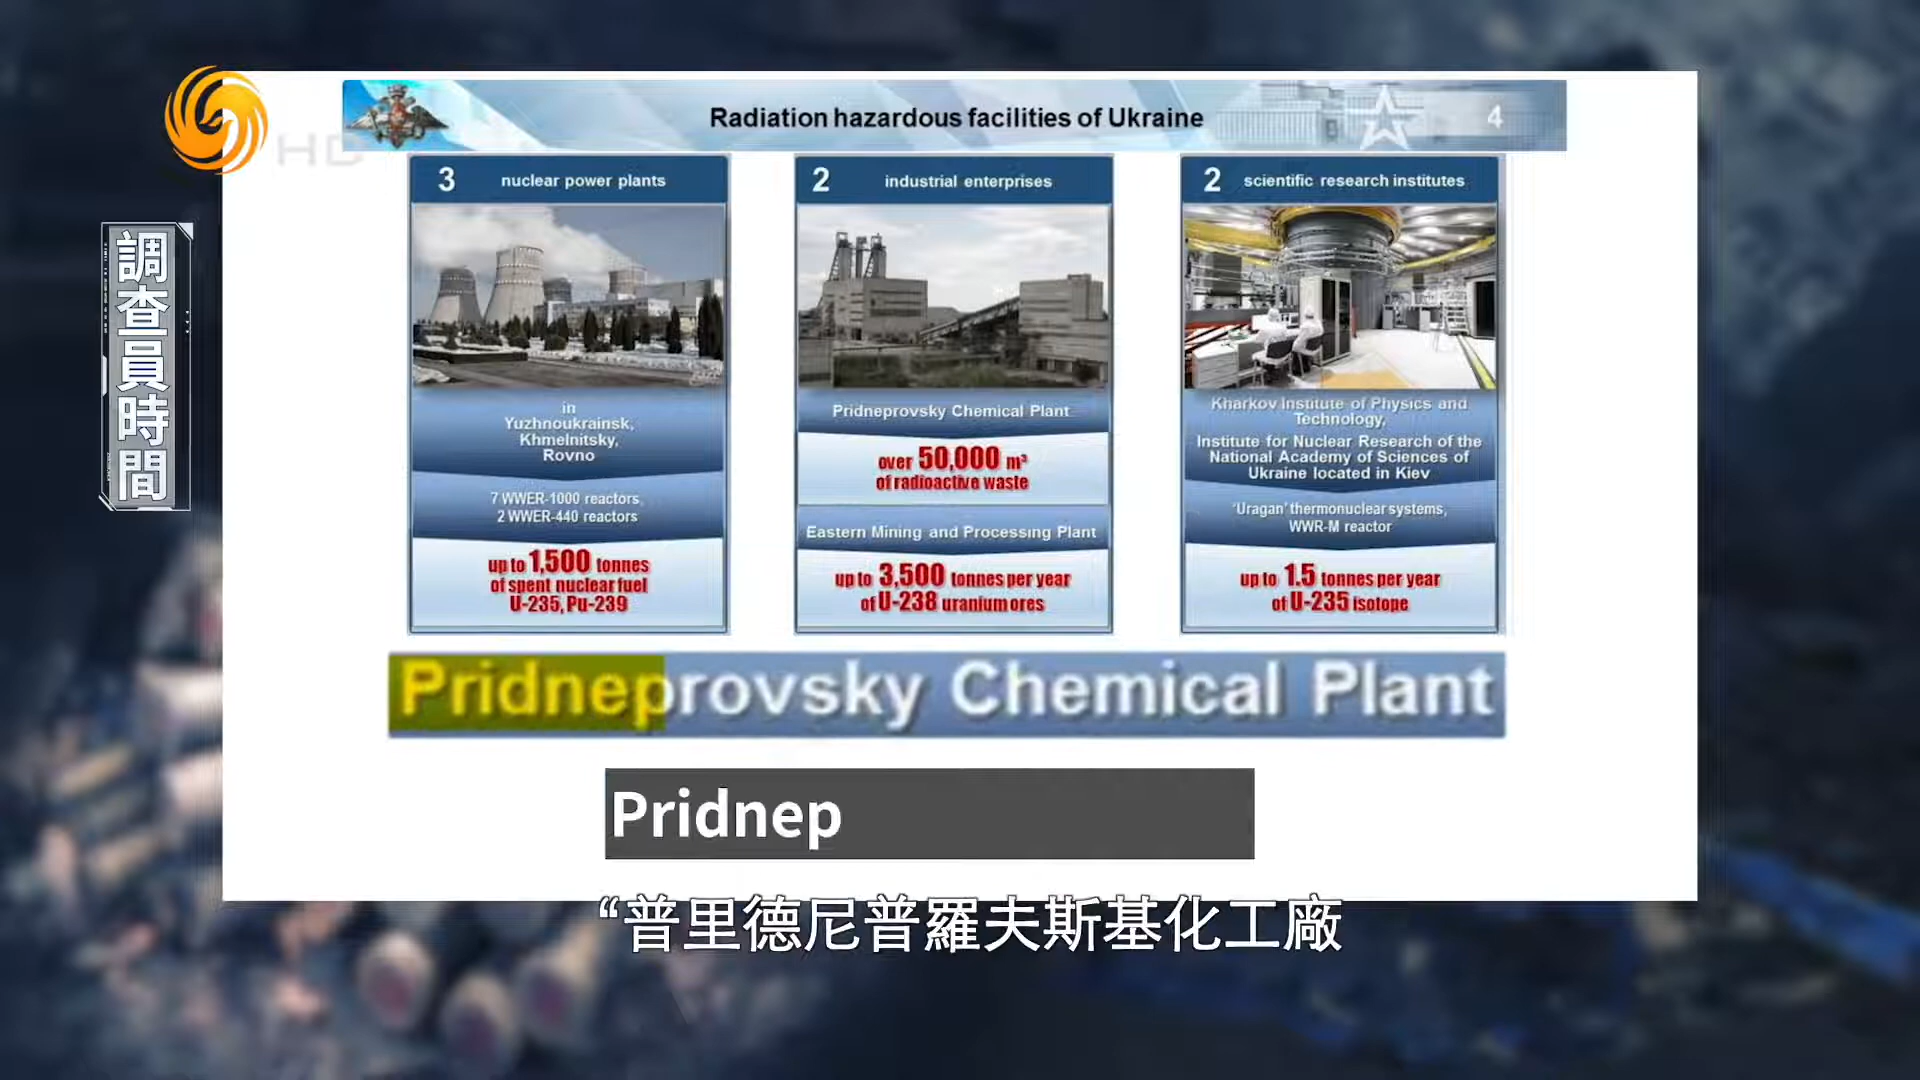 Radiation hazardous facilities of Ukraine
4
HD
調查員時間
3 nuclear power plants
in
Yuzhnoukrainsk,
Khmelnitsky,
Rovno
7 WWER-1000 reactors,
2 WWER-440 reactors
up to 1,500 tonnes
of spent nuclear fuel
U-235, Pu-239
2 industrial enterprises
Pridneprovsky Chemical Plant
over 50,000 m³
of radioactive waste
Eastern Mining and Processing Plant
up to 3,500 tonnes per year
of U-238 uranium ores
2 scientific research institutes
Kharkov Institute of Physics and
Technology,
Institute for Nuclear Research of the
National Academy of Sciences of
Ukraine located in Kiev
'Uragan' thermonuclear systems,
WWR-M reactor
up to 1.5 tonnes per year
of U-235 isotope
Pridneprovsky Chemical Plant
Pridnep
“普里德尼普羅夫斯基化工廠